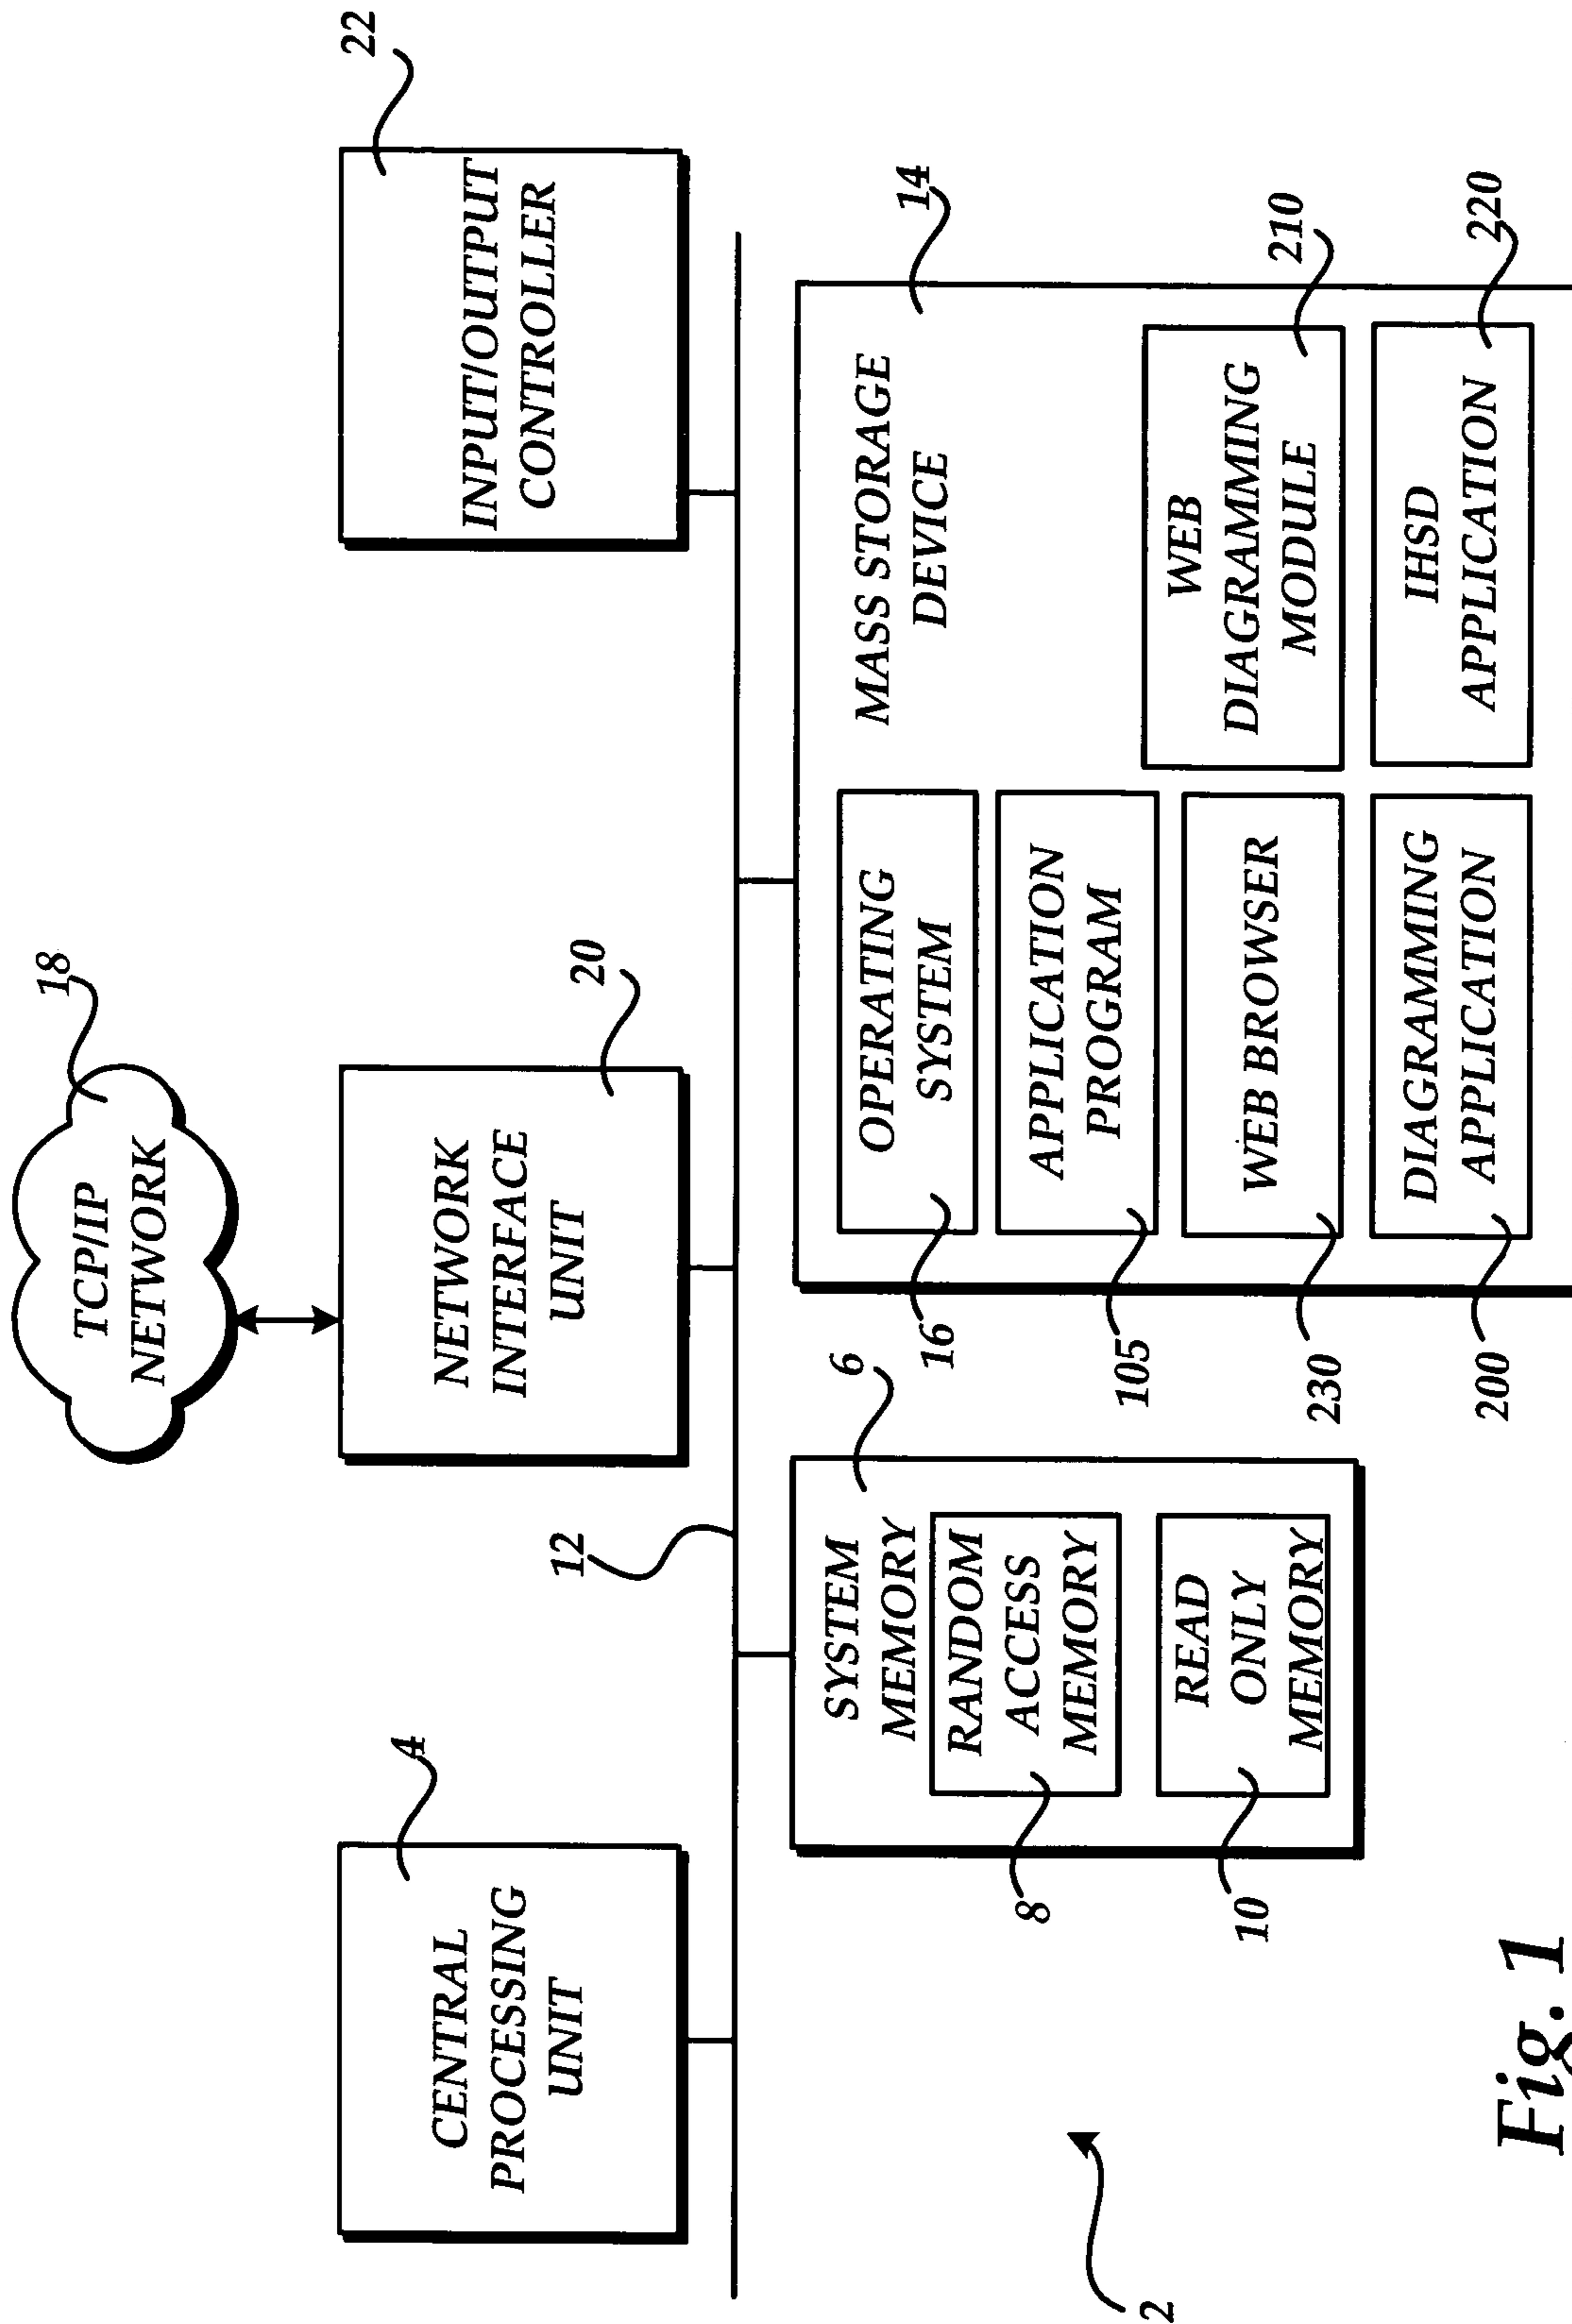 18
TCP/IP
NETWORK
4
CENTRAL
PROCESSING
UNIT
20
NETWORK
INTERFACE
UNIT
22
INPUT/OUTPUT
CONTROLLER
12
6
SYSTEM
MEMORY
RANDOM
ACCESS
MEMORY
8
READ
ONLY
MEMORY
10
14
MASS STORAGE
DEVICE
OPERATING
SYSTEM
16
APPLICATION
PROGRAM
105
WEB BROWSER
230
DIAGRAMMING
APPLICATION
200
WEB
DIAGRAMMING
MODULE
210
IHSD
APPLICATION
220
2
Fig. 1